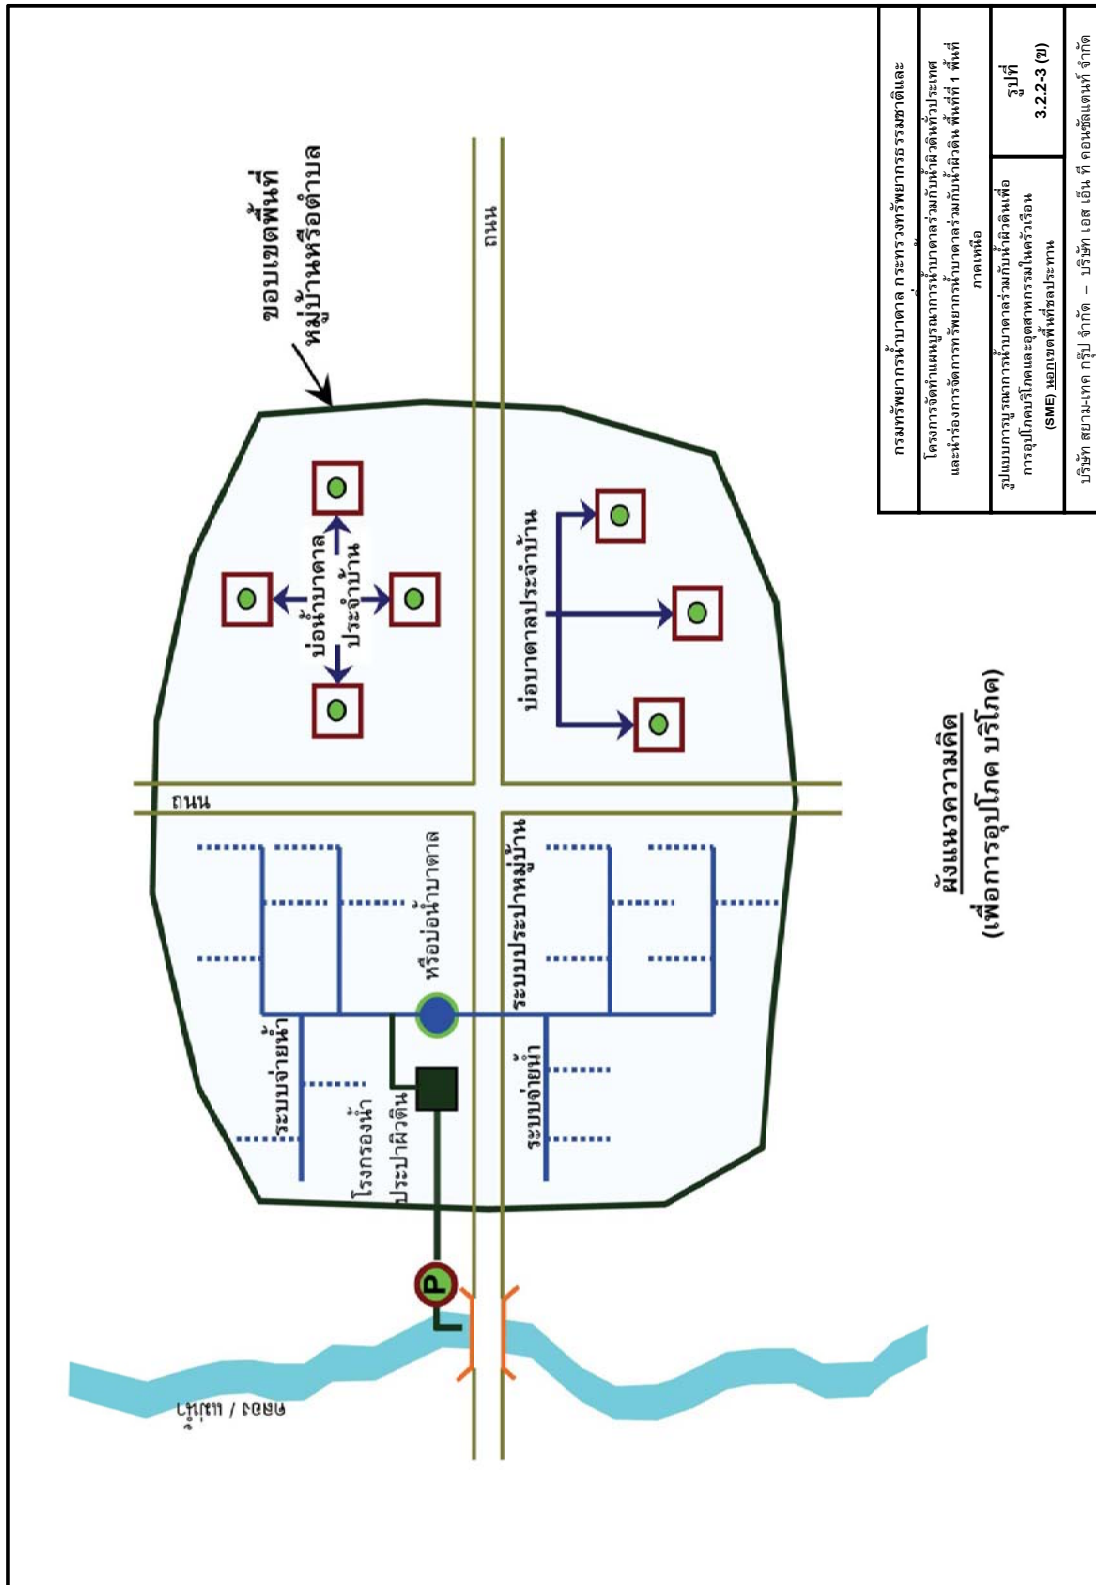 ขอบเขตพื้นที่
หมู่บ้านหรือตำบล
ถนน
บ่อน้ำบาดาล
ประจำบ้าน
บ่อบาดาลประจำบ้าน
ถนน
หรือบ่อน้ำบาดาล
ระบบประปาหมู่บ้าน
ระบบจ่ายน้ำ
โรงกรองน้ำ
ประปาผิวดิน
ระบบจ่ายน้ำ
P
คลอง / แม่น้ำ
ผังแนวความคิด
(เพื่อการอุปโภค บริโภค)
กรมทรัพยากรน้ำบาดาล กระทรวงทรัพยากรธรรมชาติและ
โครงการจัดทำแผนบูรณาการน้ำบาดาลร่วมกับน้ำผิวดินทั่วประเทศ
และนำร่องการจัดการทรัพยากรน้ำบาดาลร่วมกับน้ำผิวดิน พื้นที่ที่ 1 พื้นที่
ภาคเหนือ
รูปแบบการบูรณาการน้ำบาดาลร่วมกับน้ำผิวดินเพื่อ
การอุปโภคบริโภคและอุตสาหกรรมในครัวเรือน
(SME) นอกเขตพื้นที่ชลประทาน
รูปที่
3.2.2-3 (ข)
บริษัท สยาม-เทค กรุ๊ป จำกัด – บริษัท เอส เอ็น ที คอนซัลแตนท์ จำกัด